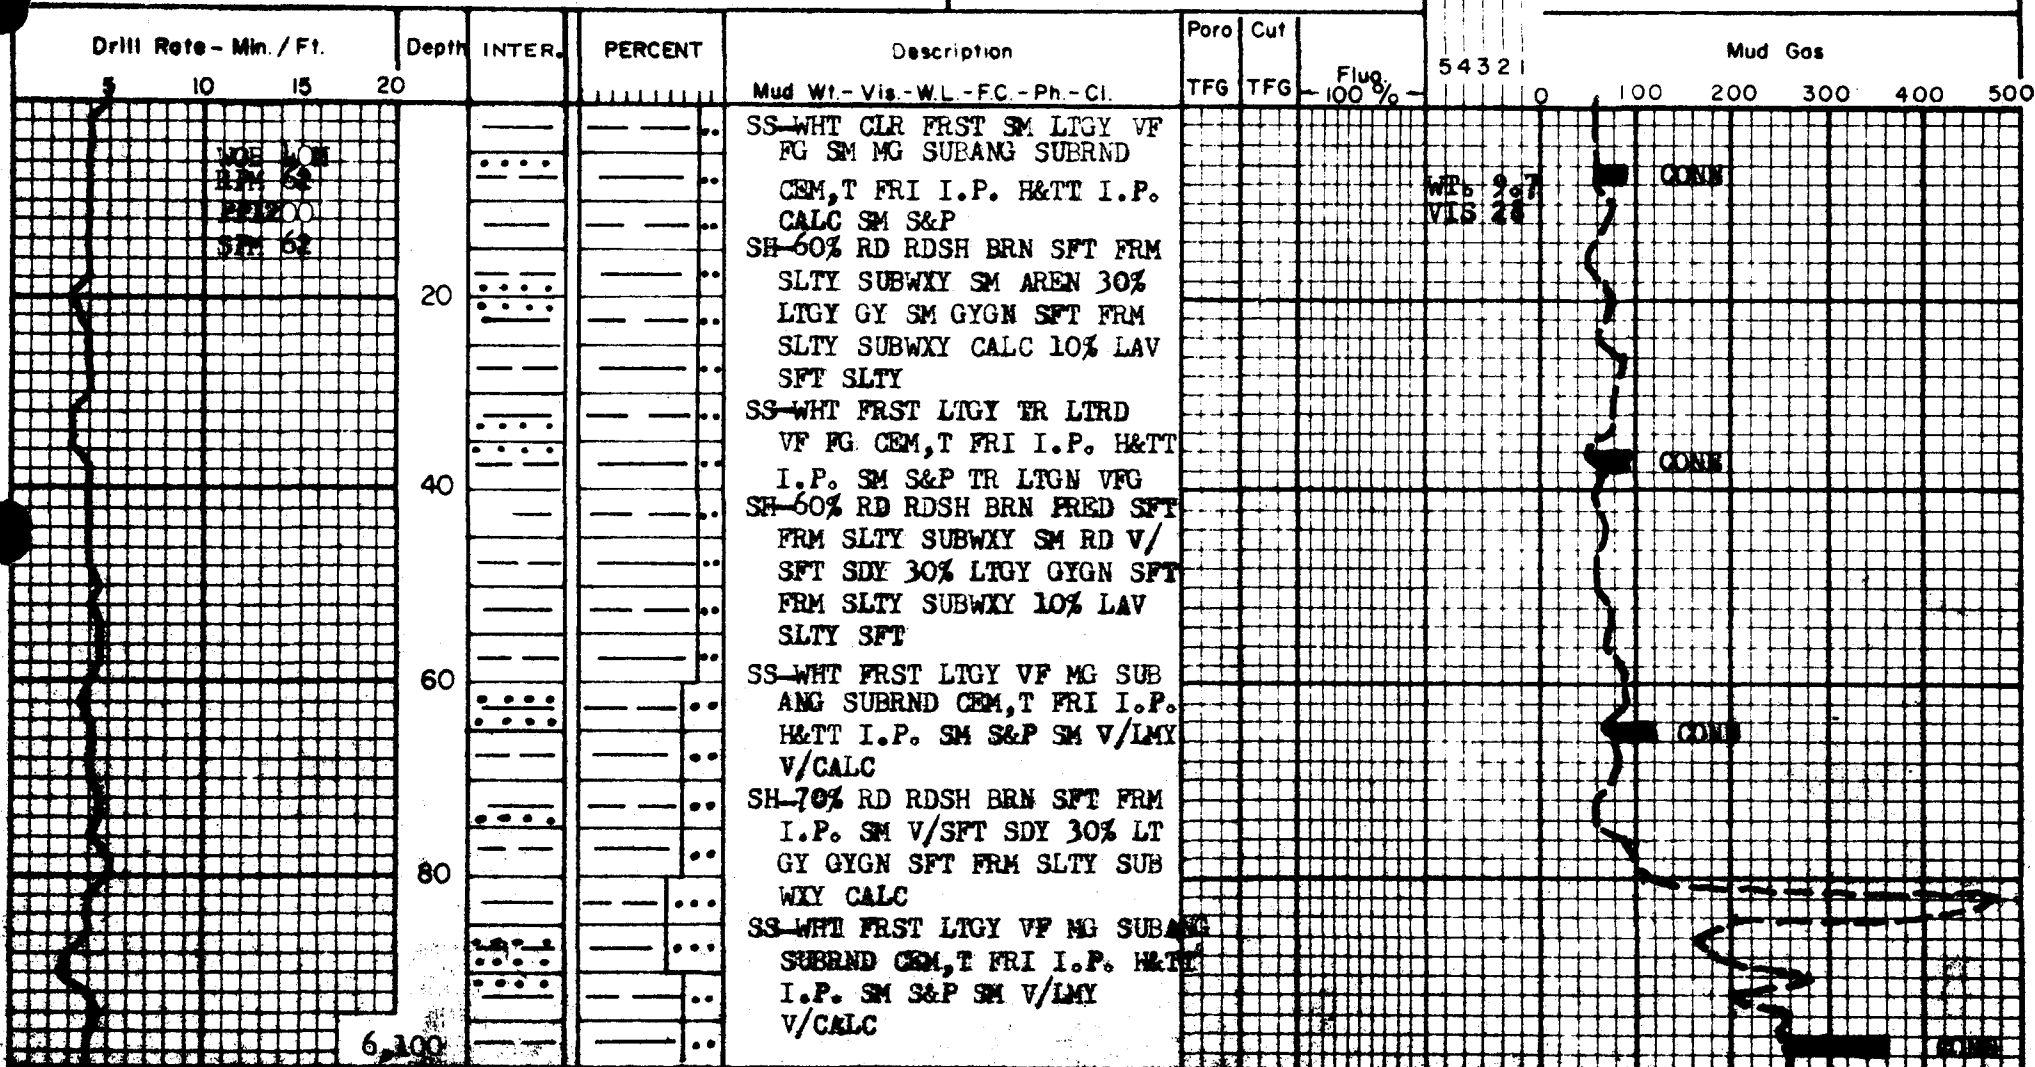 Drill Rate - Min./Ft.
Depth
INTER.
PERCENT
Description
Poro
Cut
Mud Gas
5 10 15 20
Mud Wt.- Vis.- W.L.- F.C.- Ph.- Cl.
TFG
TFG
Fluo.
100 %
5 4 3 2 1
0 100 200 300 400 500
SS-WHT CLR FRST SM LTGY VF
FG SM MG SUBANG SUBRND
CEM,T FRI I.P. H&TT I.P.
CALC SM S&P
SH-60% RD RDSH BRN SFT FRM
SLTY SUBWXY SM AREN 30%
LTGY GY SM GYGN SFT FRM
SLTY SUBWXY CALC 10% LAV
SFT SLTY
SS-WHT FRST LTGY TR LTRD
VF FG CEM,T FRI I.P. H&TT
I.P. SM S&P TR LTGN VFG
SH-60% RD RDSH BRN PRED SFT
FRM SLTY SUBWXY SM RD V/
SFT SDY 30% LTGY GYGN SFT
FRM SLTY SUBWXY 10% LAV
SLTY SFT
SS-WHT FRST LTGY VF MG SUB
ANG SUBRND CEM,T FRI I.P.
H&TT I.P. SM S&P SM V/LMY
V/CALC
SH-70% RD RDSH BRN SFT FRM
I.P. SM V/SFT SDY 30% LT
GY GYGN SFT FRM SLTY SUB
WXY CALC
SS-WHT FRST LTGY VF MG SUBANG
SUBRND CEM,T FRI I.P. H&TT
I.P. SM S&P SM V/LMY
V/CALC
WOB
RPM 62
SPM 62
20
40
60
80
6,100
WT. 9.7
VIS 28
CONN
CONN
CONN
CONN